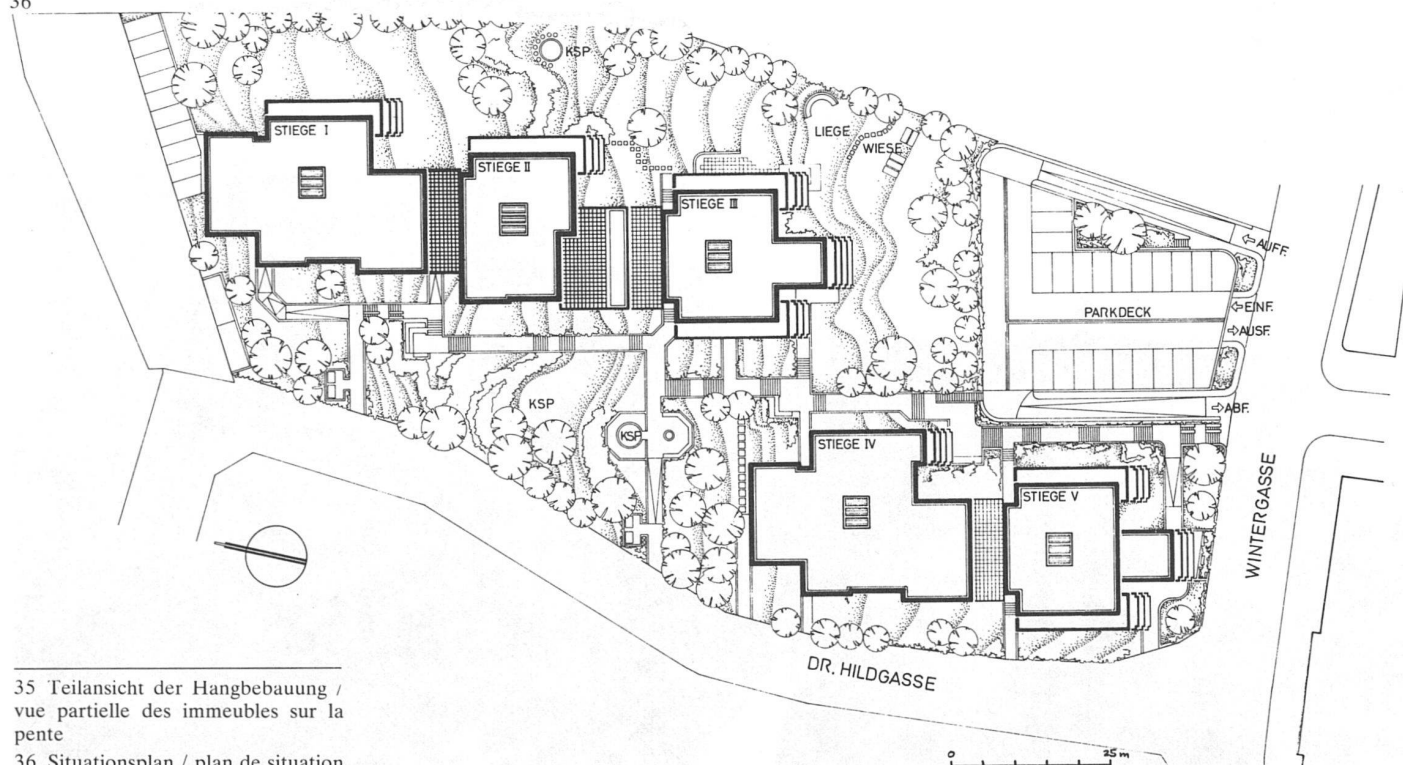 36
KSP
STIEGE I
STIEGE II
STIEGE III
LIEGE
WIESE
AUFF.
EINF.
PARKDECK
AUSF.
ABF.
KSP
KSP
STIEGE IV
STIEGE V
WINTERGASSE
DR. HILDGASSE
0 25 m
35 Teilansicht der Hangbebauung /
vue partielle des immeubles sur la
pente
36 Situationsplan / plan de situation